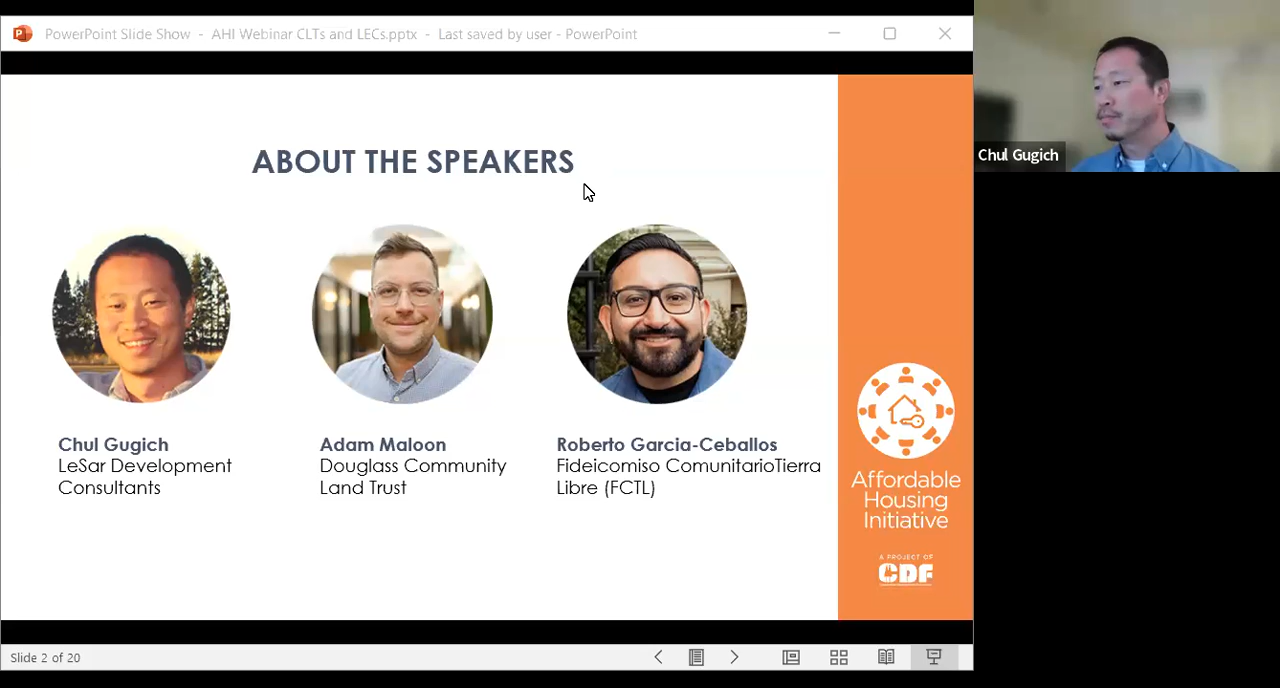 PowerPoint Slide Show - AHI Webinar CLTs and LECs.pptx - Last saved by user - PowerPoint
ABOUT THE SPEAKERS
Chul Gugich
LeSar Development
Consultants
Adam Maloon
Douglass Community
Land Trust
Roberto Garcia-Ceballos
Fideicomiso ComunitarioTierra
Libre (FCTL)
Affordable
Housing
Initiative
A PROJECT OF
CDF
Slide 2 of 20
Chul Gugich